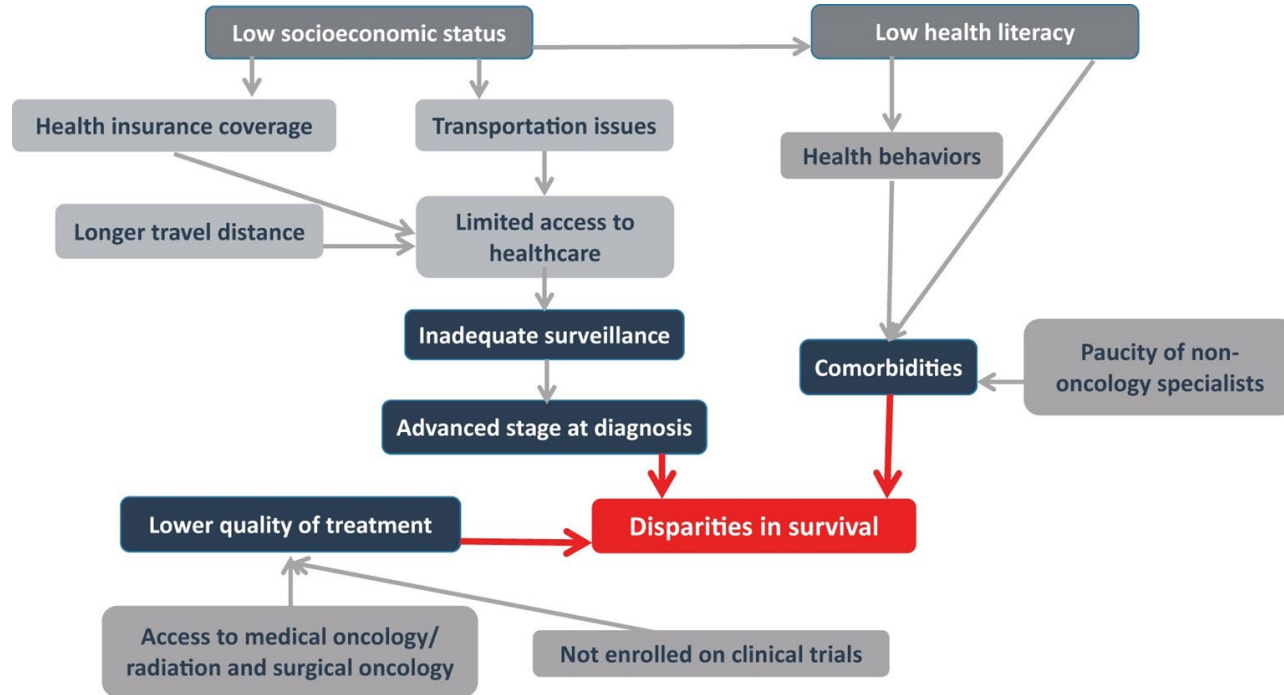 Low socioeconomic status
Low health literacy
Health insurance coverage
Transportation issues
Health behaviors
Longer travel distance
Limited access to
healthcare
Inadequate surveillance
Comorbidities
Paucity of non-
oncology specialists
Advanced stage at diagnosis
Lower quality of treatment
Disparities in survival
Access to medical oncology/
radiation and surgical oncology
Not enrolled on clinical trials